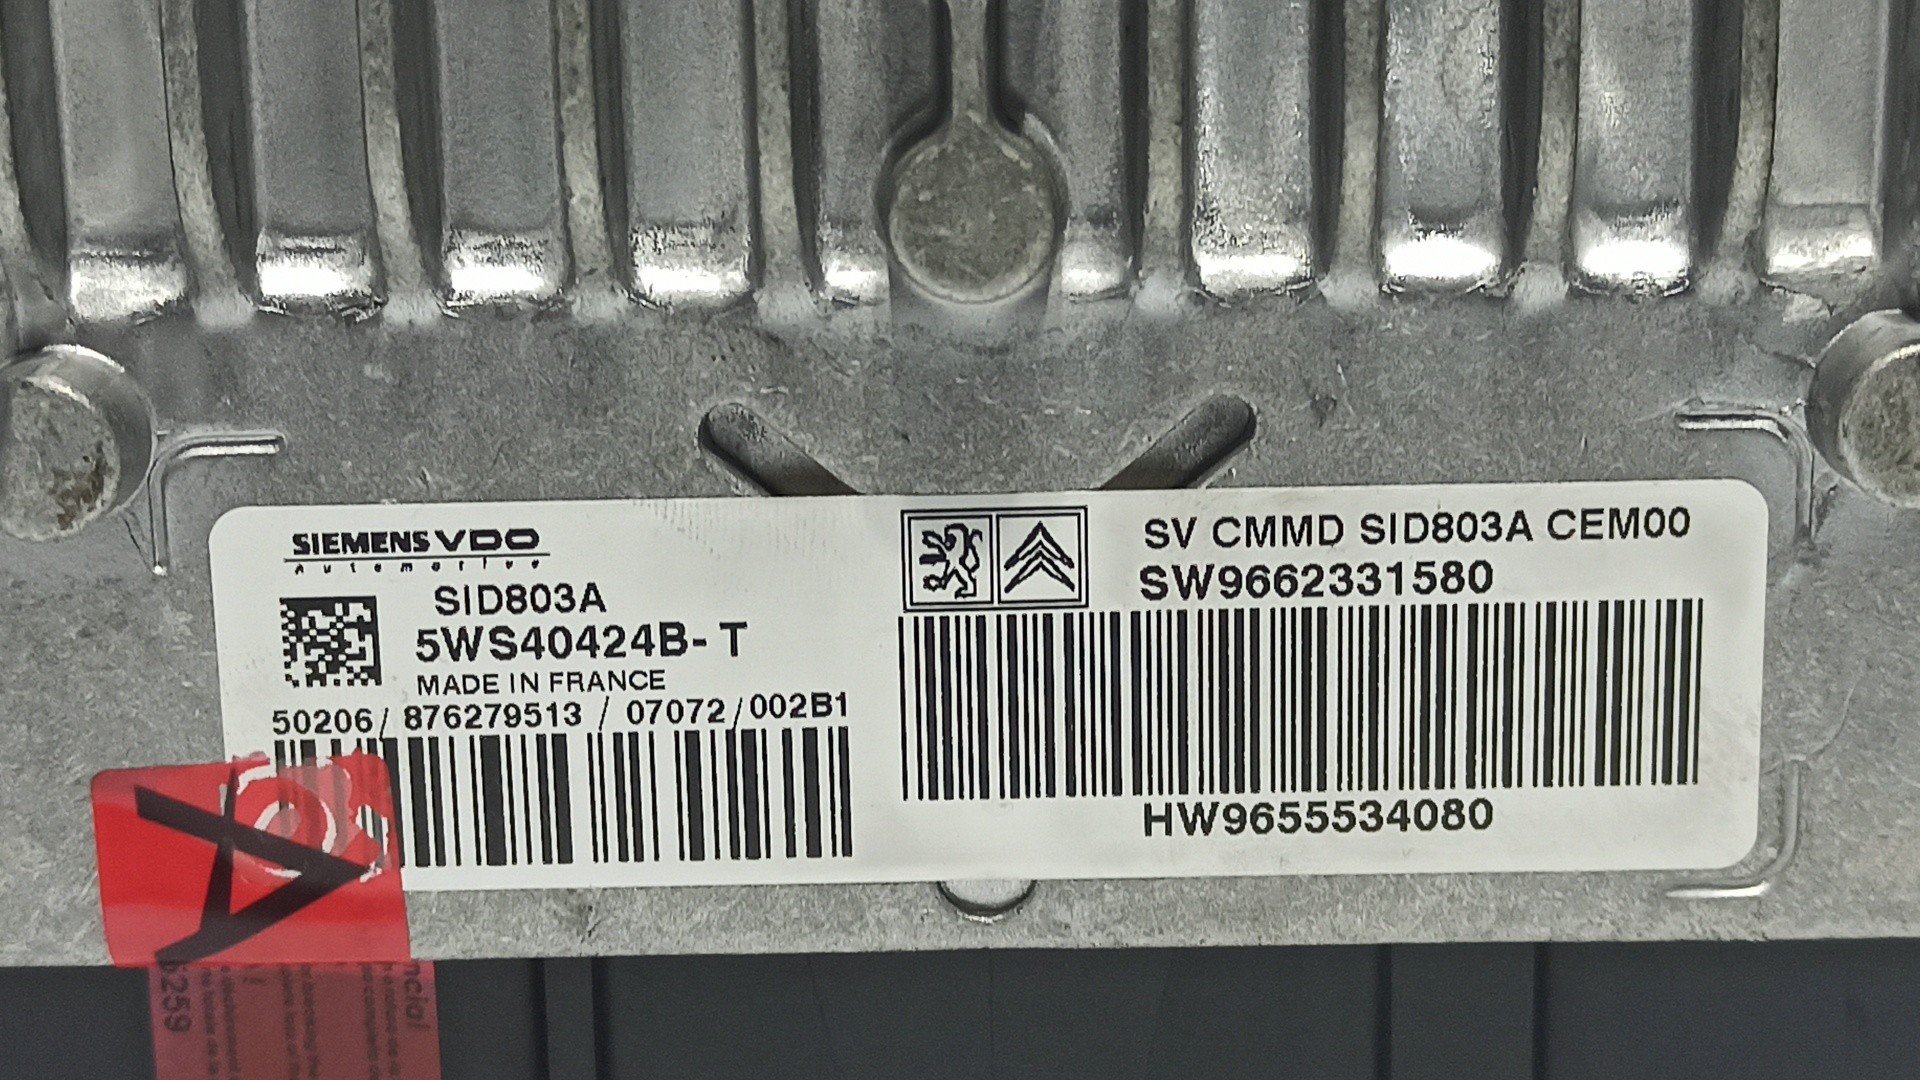 SIEMENS VDO
Automotive
SID803A
5WS40424B-T
MADE IN FRANCE
50206/ 876279513 / 07072/002B1
SV CMMD SID803A CEM00
SW9662331580
HW9655534080
A